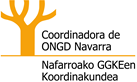 Coordinadora de
ONGD Navarra
Nafarroako GGKEen
Koordinakundea